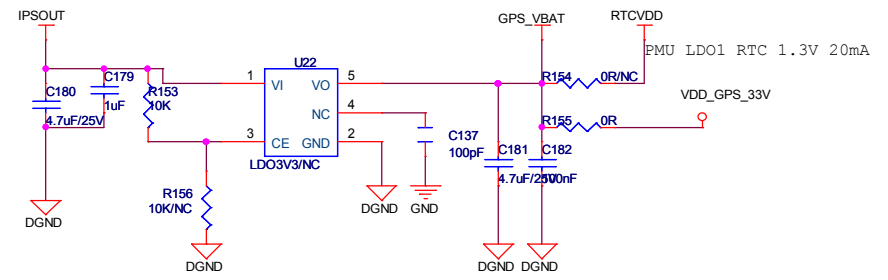 IPSOUT
GPS_VBAT
RTCVDD
PMU LDO1 RTC 1.3V 20mA
U22
C179
1uF
C180
4.7uF/25V
R153
10K
1
VI
VO
5
NC
4
3
CE
GND
2
LDO3V3/NC
R154
0R/NC
VDD_GPS_33V
R155
0R
C137
100pF
C181
4.7uF/25V
C182
100nF
R156
10K/NC
DGND
DGND
GND
DGND
DGND
DGND